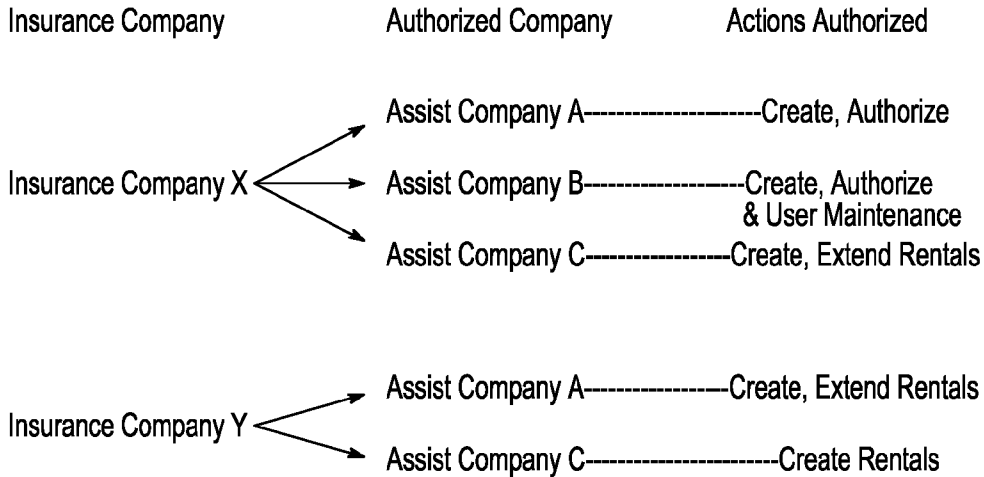 Insurance Company Authorized Company Actions Authorized
Assist Company A----------------------Create, Authorize
Insurance Company X Assist Company B--------------------Create, Authorize
& User Maintenance
Assist Company C------------------Create, Extend Rentals
Assist Company A------------------Create, Extend Rentals
Insurance Company Y
Assist Company C------------------------Create Rentals